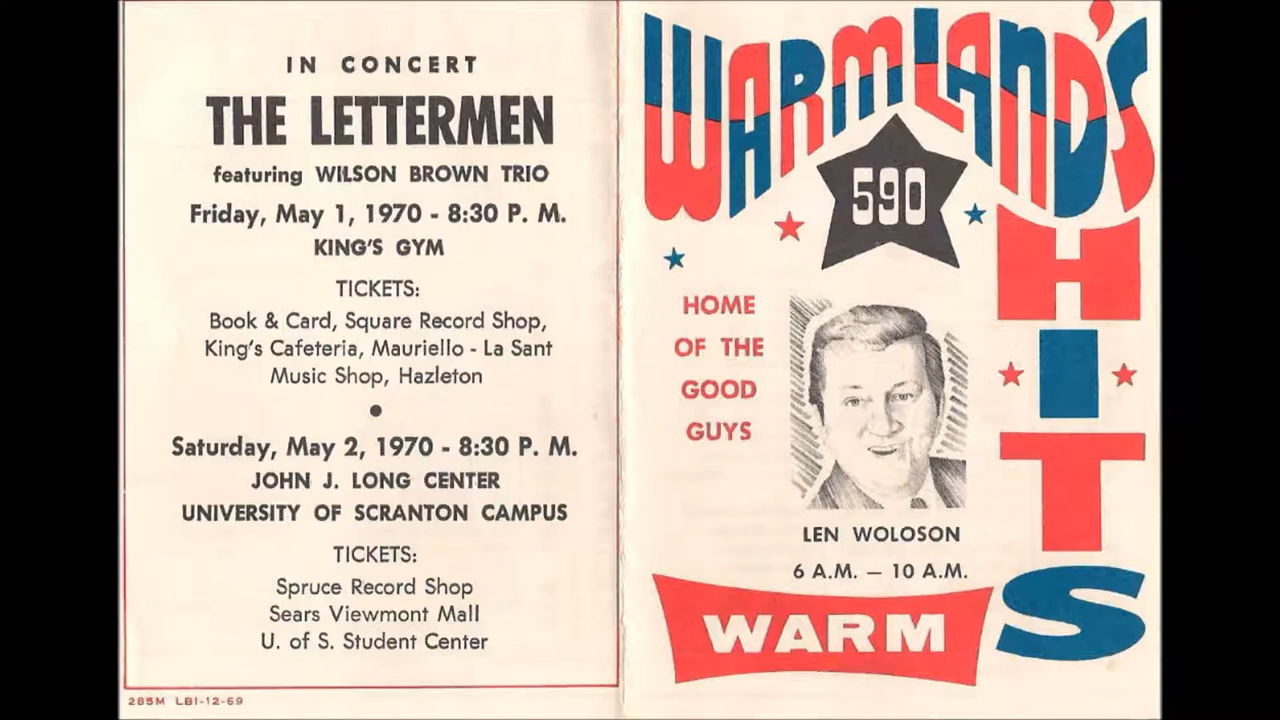 IN CONCERT
THE LETTERMEN
featuring WILSON BROWN TRIO
Friday, May 1, 1970 - 8:30 P. M.
KING'S GYM
TICKETS:
Book & Card, Square Record Shop,
King's Cafeteria, Mauriello - La Sant
Music Shop, Hazleton
Saturday, May 2, 1970 - 8:30 P. M.
JOHN J. LONG CENTER
UNIVERSITY OF SCRANTON CAMPUS
TICKETS:
Spruce Record Shop
Sears Viewmont Mall
U. of S. Student Center
285M LBI-12-69
WARMLAND'S
590
HITS
HOME
OF THE
GOOD
GUYS
LEN WOLOSON
6 A.M. — 10 A.M.
WARM